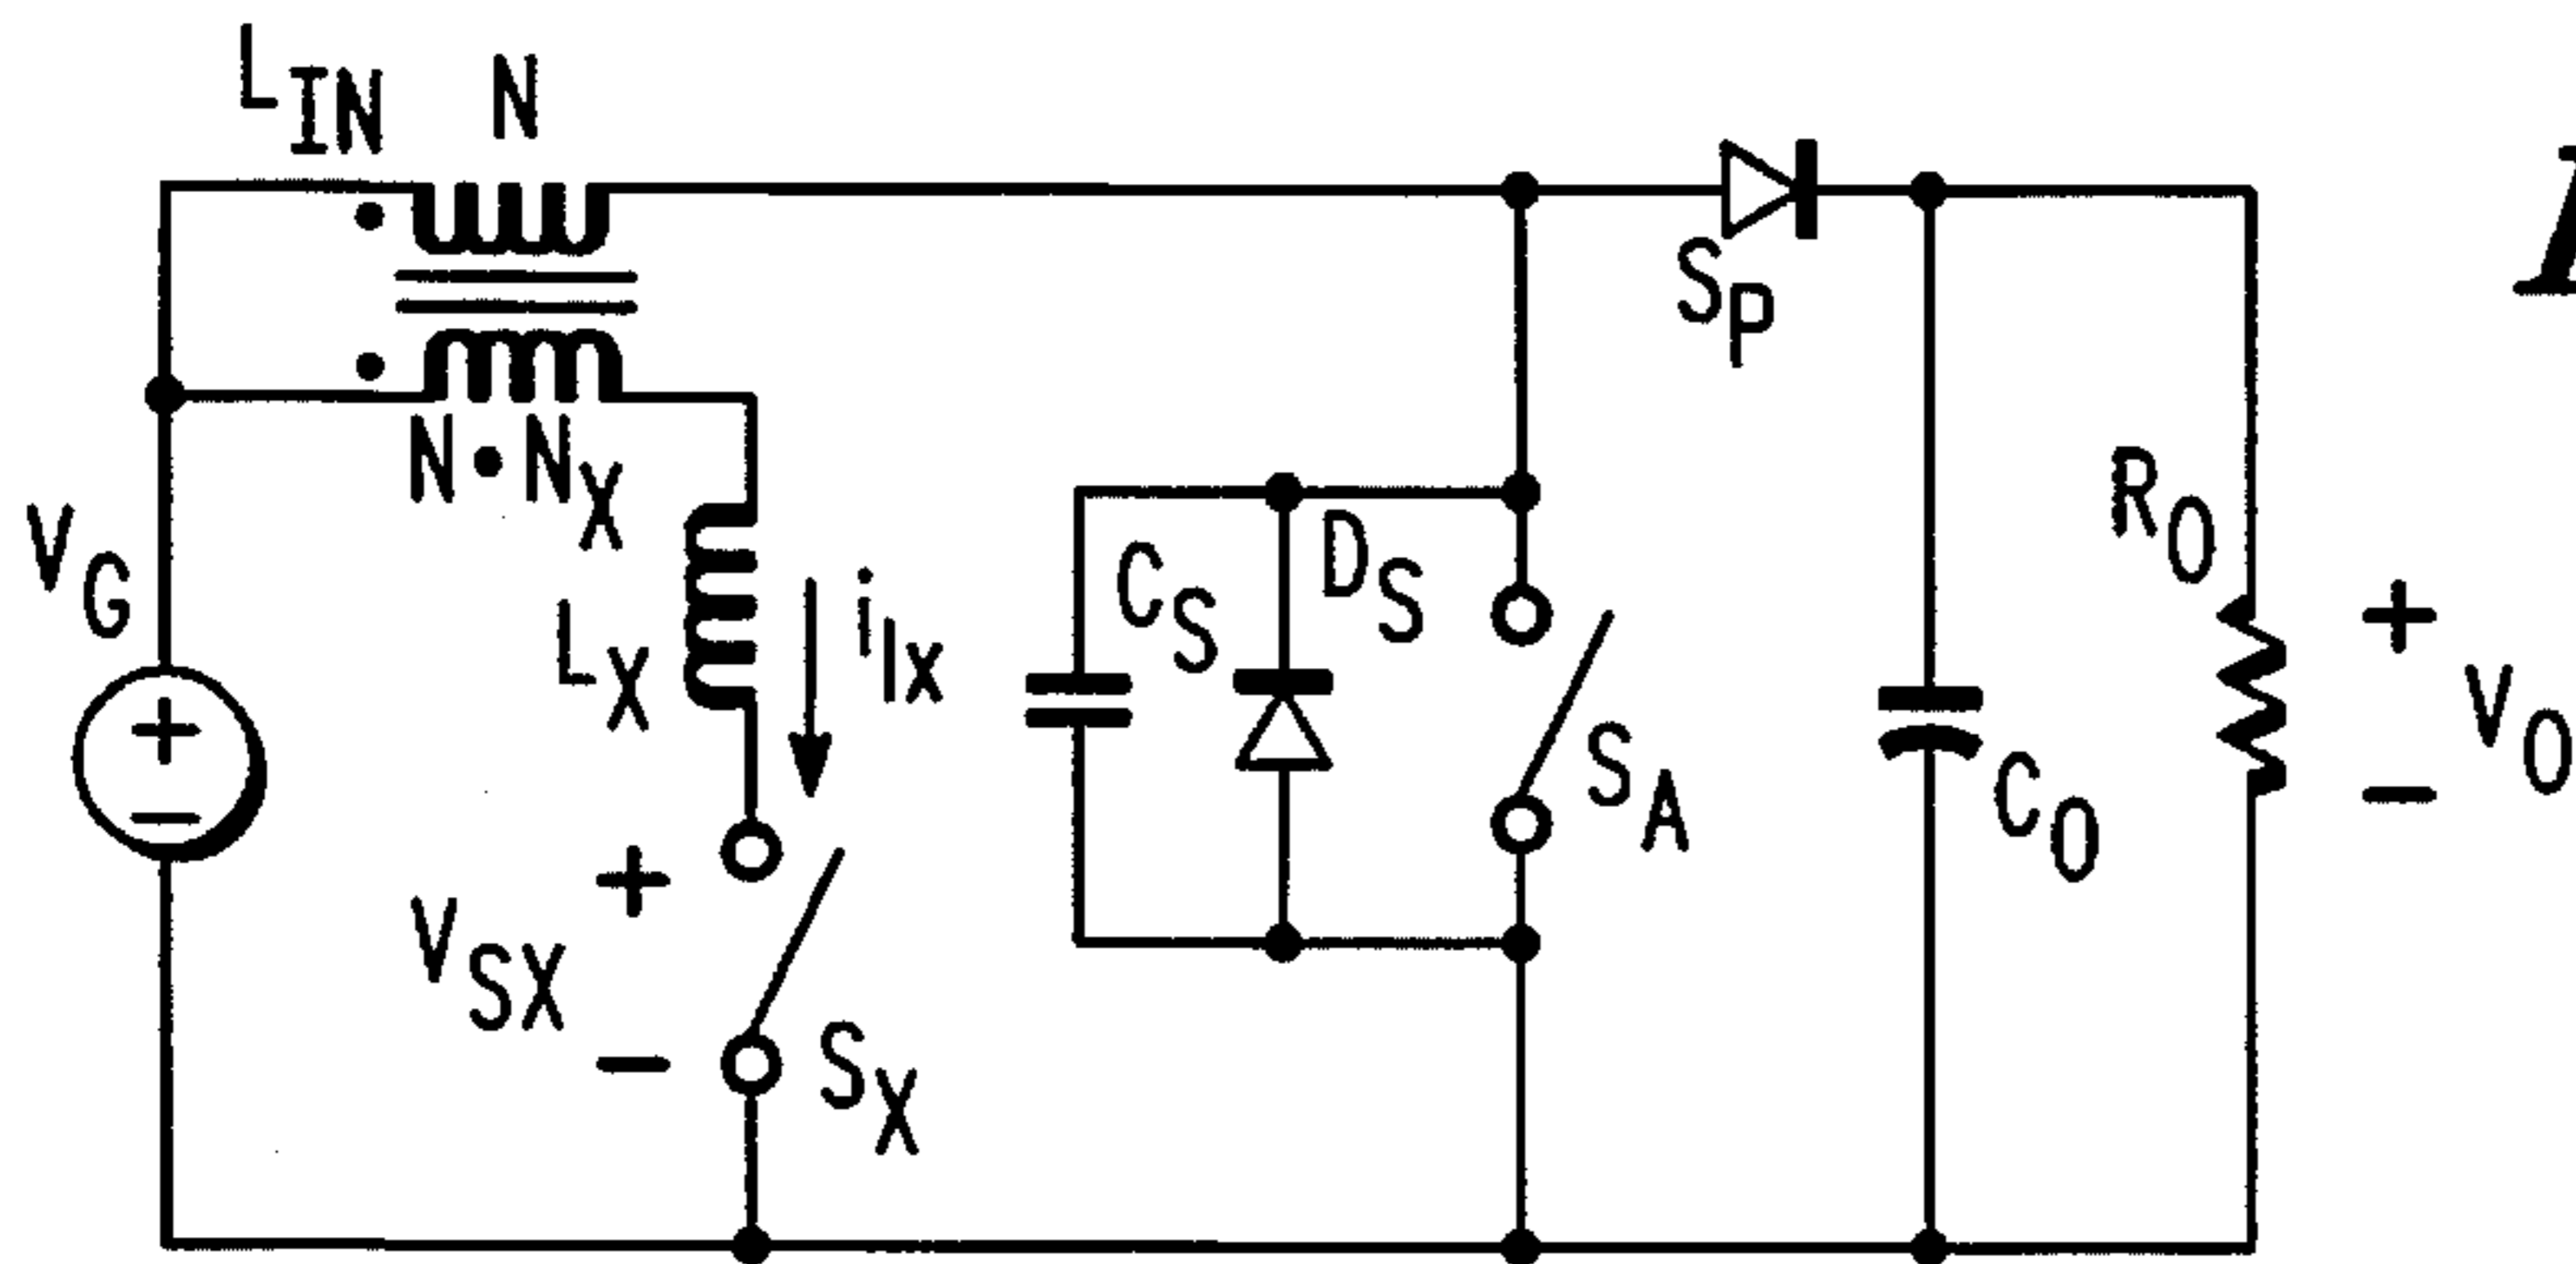 L_IN N
N•N_X
V_G
L_X
i_lx
+
V_SX
−
S_X
C_S
D_S
S_A
S_P
C_O
R_O
+
V_O
−
+
−